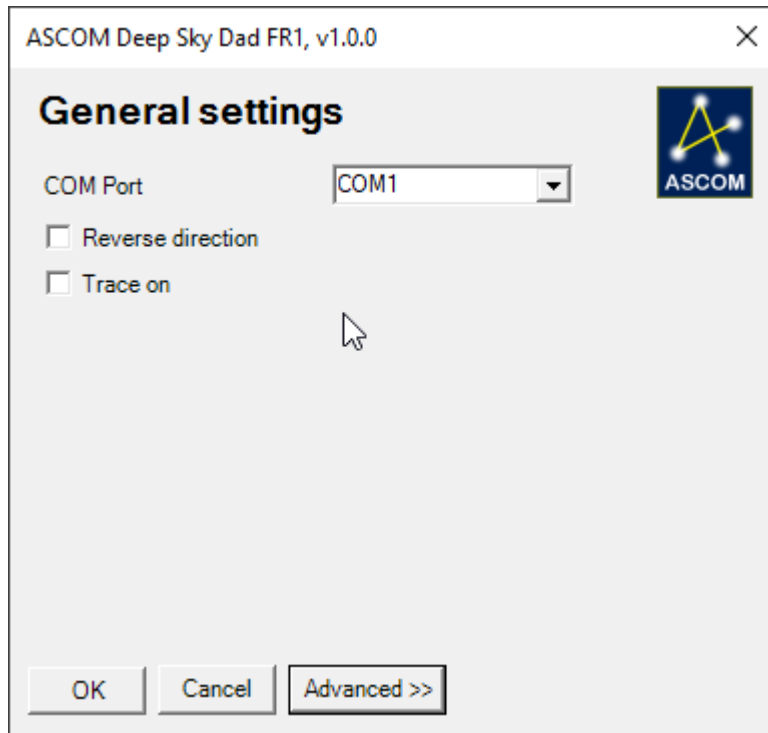 ASCOM Deep Sky Dad FR1, v1.0.0
General settings
ASCOM
COM Port COM1
Reverse direction
Trace on
OK Cancel Advanced >>